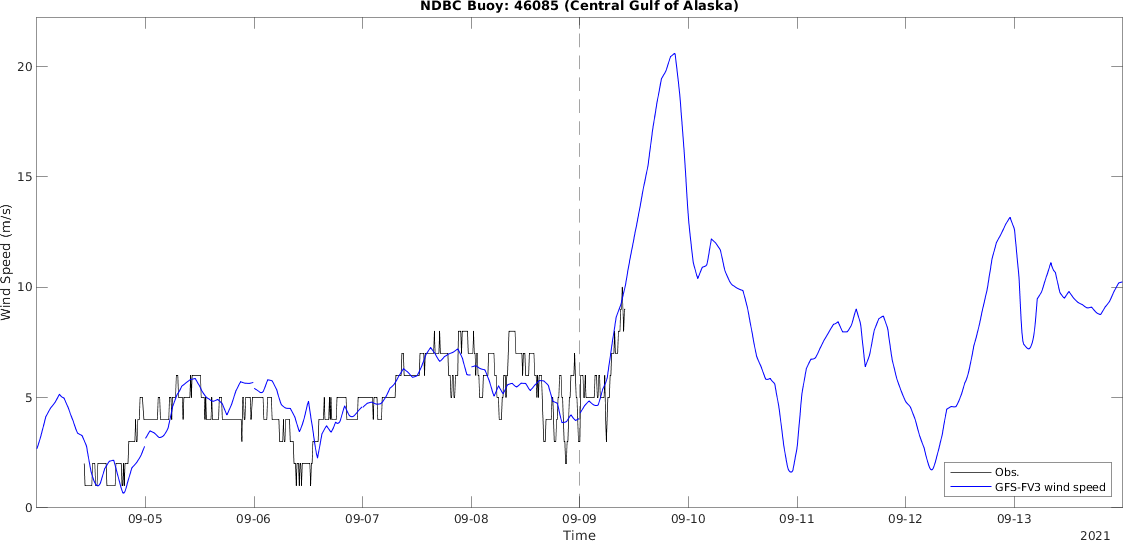 NDBC Buoy: 46085 (Central Gulf of Alaska)
20
15
10
5
0
Wind Speed (m/s)
09-05 09-06 09-07 09-08 09-09 09-10 09-11 09-12 09-13
Time
2021
Obs.
GFS-FV3 wind speed